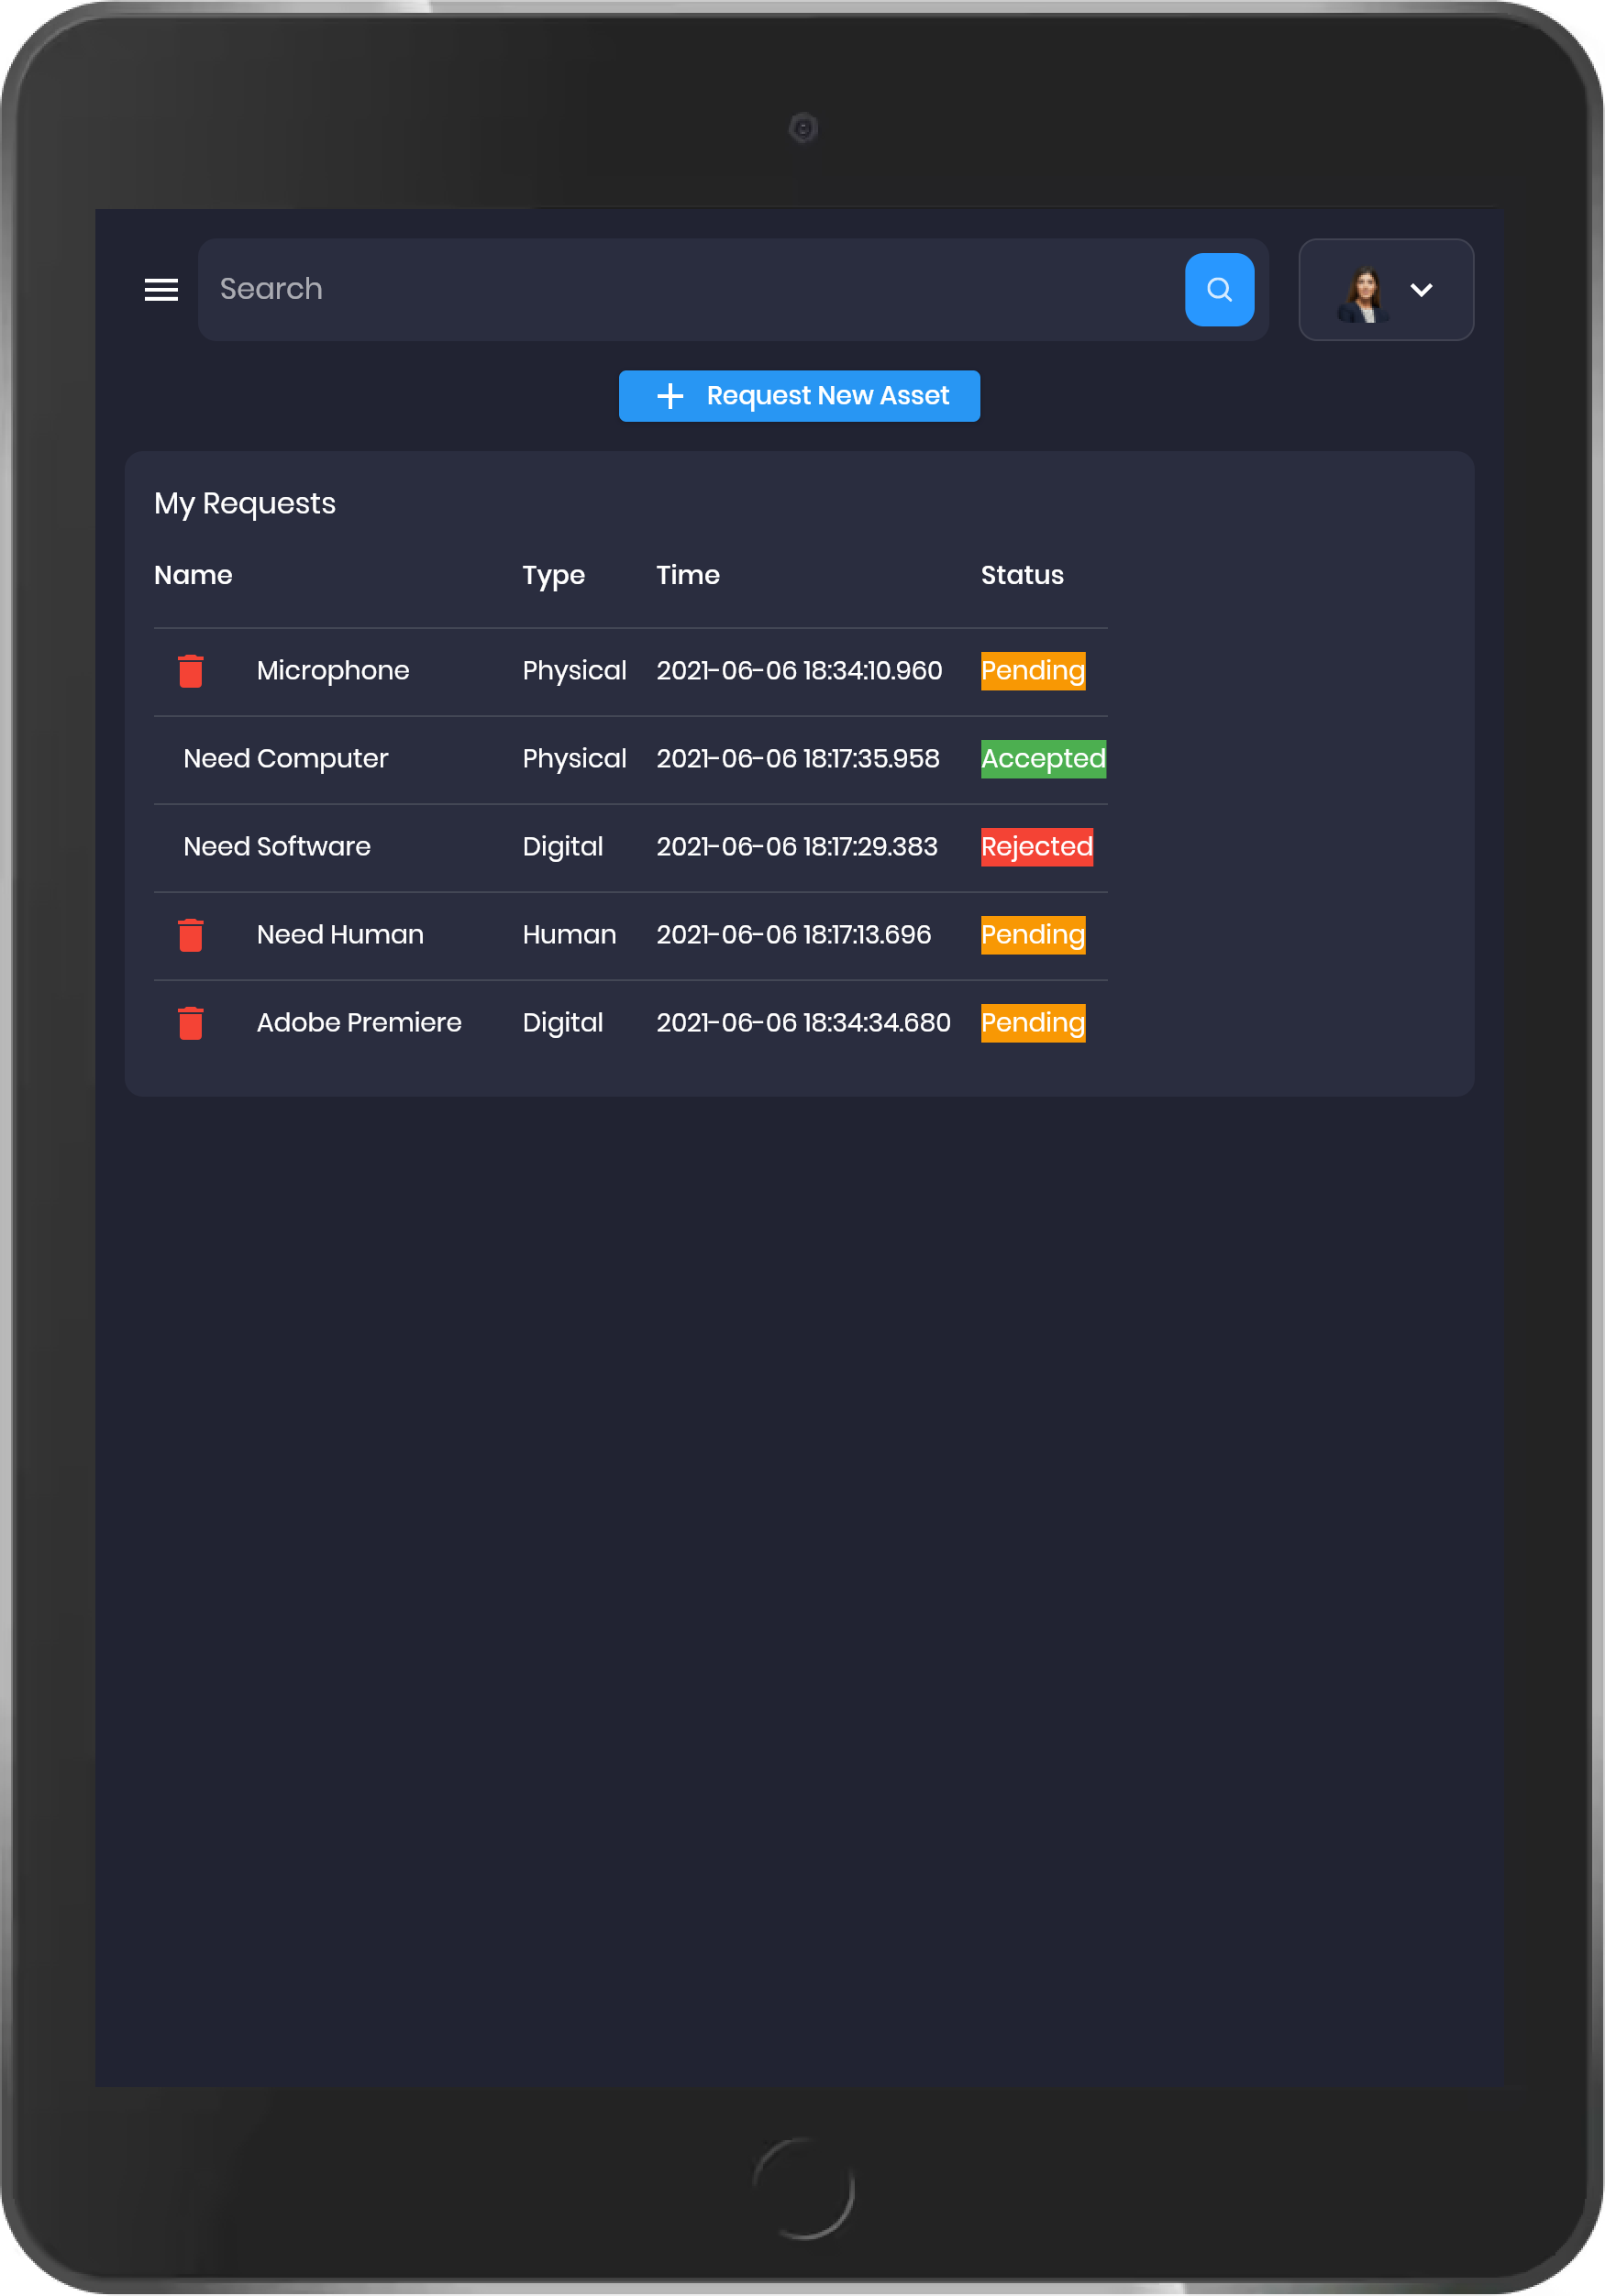 Search
Request New Asset
My Requests
Name Type Time Status
Microphone Physical 2021-06-06 18:34:10.960 Pending
Need Computer Physical 2021-06-06 18:17:35.958 Accepted
Need Software Digital 2021-06-06 18:17:29.383 Rejected
Need Human Human 2021-06-06 18:17:13.696 Pending
Adobe Premiere Digital 2021-06-06 18:34:34.680 Pending